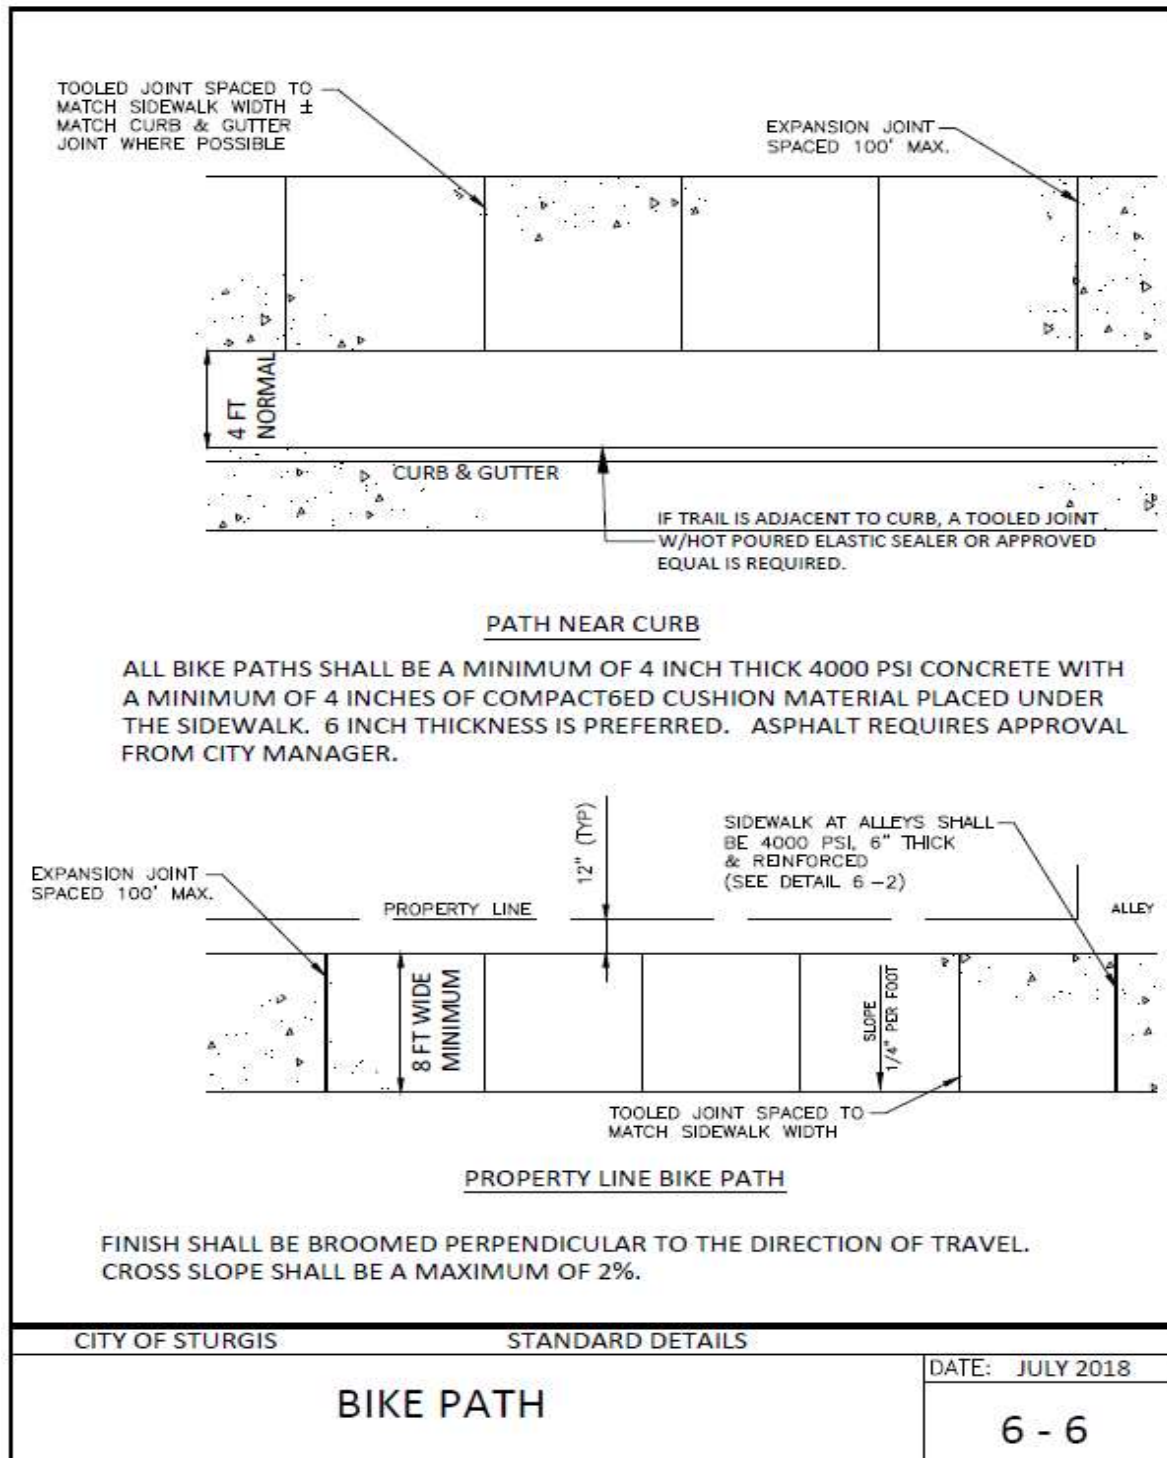 TOOLED JOINT SPACED TO
MATCH SIDEWALK WIDTH ±
MATCH CURB & GUTTER
JOINT WHERE POSSIBLE
EXPANSION JOINT
SPACED 100' MAX.
4 FT
NORMAL
CURB & GUTTER
IF TRAIL IS ADJACENT TO CURB, A TOOLED JOINT
W/HOT POURED ELASTIC SEALER OR APPROVED
EQUAL IS REQUIRED.
PATH NEAR CURB
ALL BIKE PATHS SHALL BE A MINIMUM OF 4 INCH THICK 4000 PSI CONCRETE WITH
A MINIMUM OF 4 INCHES OF COMPACT6ED CUSHION MATERIAL PLACED UNDER
THE SIDEWALK. 6 INCH THICKNESS IS PREFERRED. ASPHALT REQUIRES APPROVAL
FROM CITY MANAGER.
12" (TYP)
SIDEWALK AT ALLEYS SHALL
BE 4000 PSI, 6" THICK
& REINFORCED
(SEE DETAIL 6-2)
EXPANSION JOINT
SPACED 100' MAX.
PROPERTY LINE
ALLEY
8 FT WIDE
MINIMUM
SLOPE
1/4" PER FOOT
TOOLED JOINT SPACED TO
MATCH SIDEWALK WIDTH
PROPERTY LINE BIKE PATH
FINISH SHALL BE BROOMED PERPENDICULAR TO THE DIRECTION OF TRAVEL.
CROSS SLOPE SHALL BE A MAXIMUM OF 2%.
CITY OF STURGIS
STANDARD DETAILS
BIKE PATH
DATE: JULY 2018
6 - 6